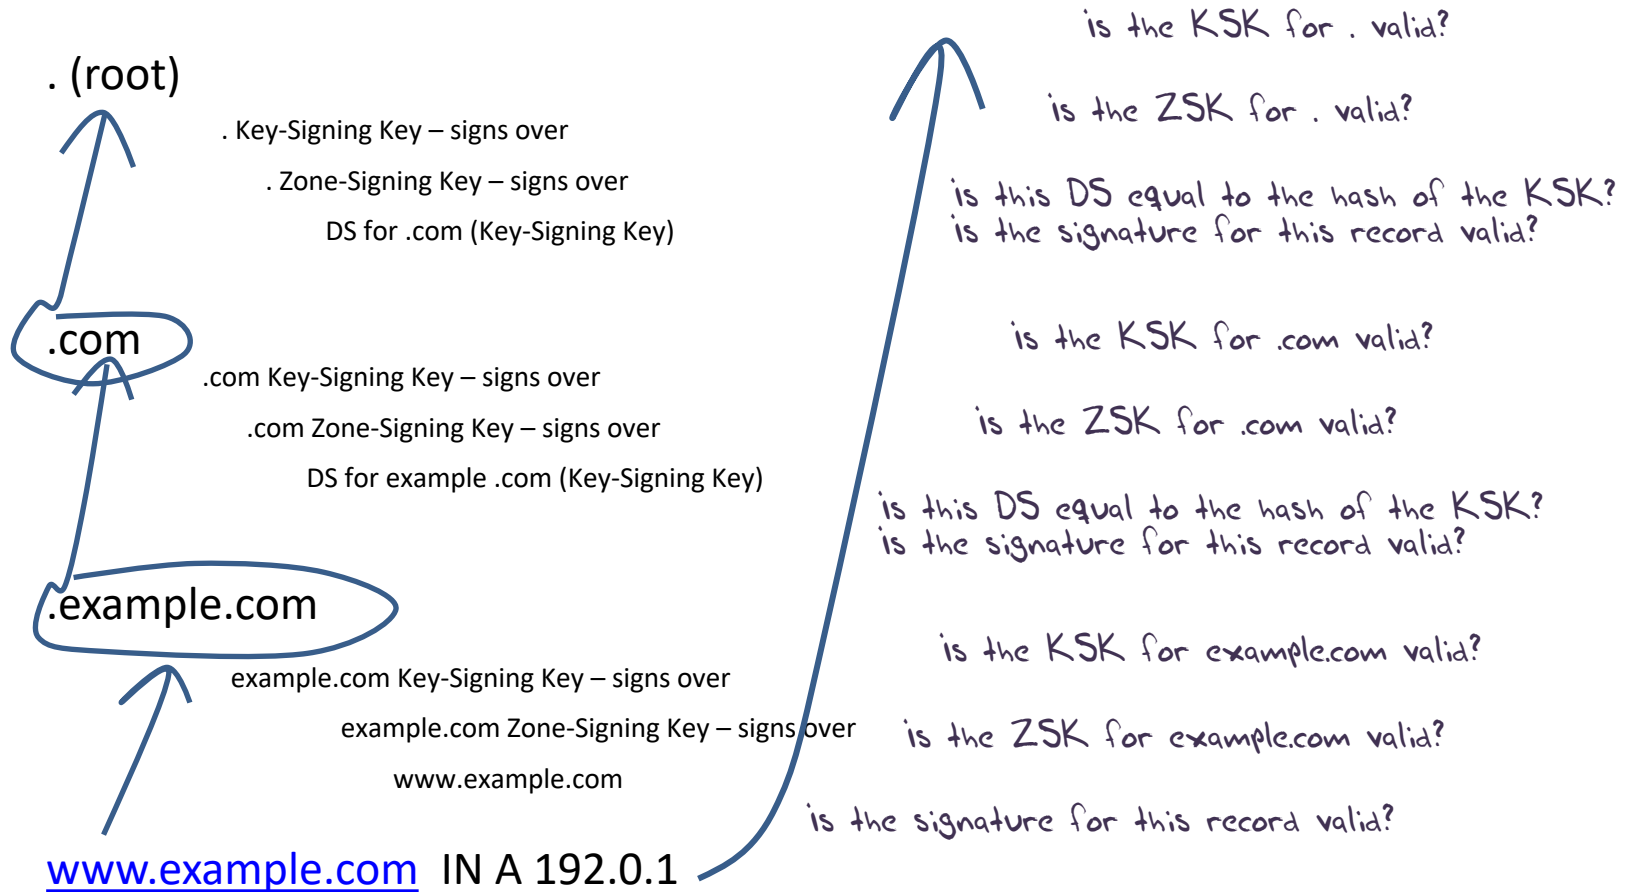 . (root)
. Key-Signing Key – signs over
. Zone-Signing Key – signs over
DS for .com (Key-Signing Key)
.com
.com Key-Signing Key – signs over
.com Zone-Signing Key – signs over
DS for example .com (Key-Signing Key)
.example.com
example.com Key-Signing Key – signs over
example.com Zone-Signing Key – signs over
www.example.com
www.example.com IN A 192.0.1
is the KSK for . valid?
is the ZSK for . valid?
is this DS equal to the hash of the KSK?
is the signature for this record valid?
is the KSK for .com valid?
is the ZSK for .com valid?
is this DS equal to the hash of the KSK?
is the signature for this record valid?
is the KSK for example.com valid?
is the ZSK for example.com valid?
is the signature for this record valid?